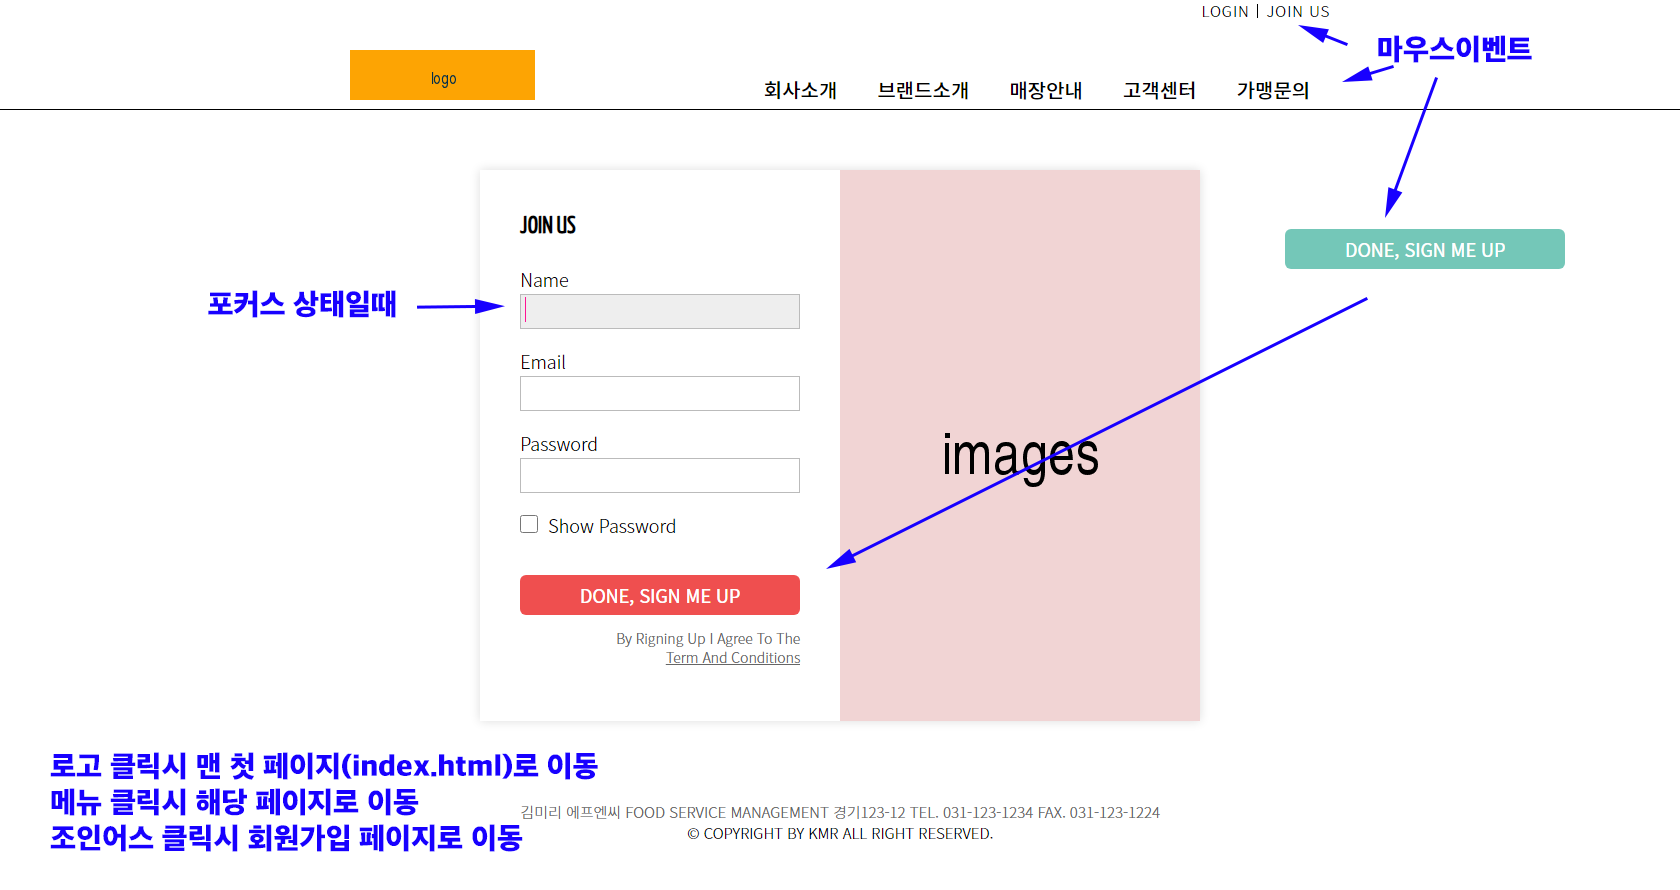 LOGIN | JOIN US
마우스이벤트
logo
회사소개 브랜드소개 매장안내 고객센터 가맹문의
JOIN US
DONE, SIGN ME UP
Name
포커스 상태일때
Email
Password
Show Password
images
DONE, SIGN ME UP
By Rigning Up I Agree To The
Term And Conditions
로고 클릭시 맨 첫 페이지(index.html)로 이동
메뉴 클릭시 해당 페이지로 이동
조인어스 클릭시 회원가입 페이지로 이동
김미리 에프엔씨 FOOD SERVICE MANAGEMENT 경기123-12 TEL. 031-123-1234 FAX. 031-123-1224
© COPYRIGHT BY KMR ALL RIGHT RESERVED.